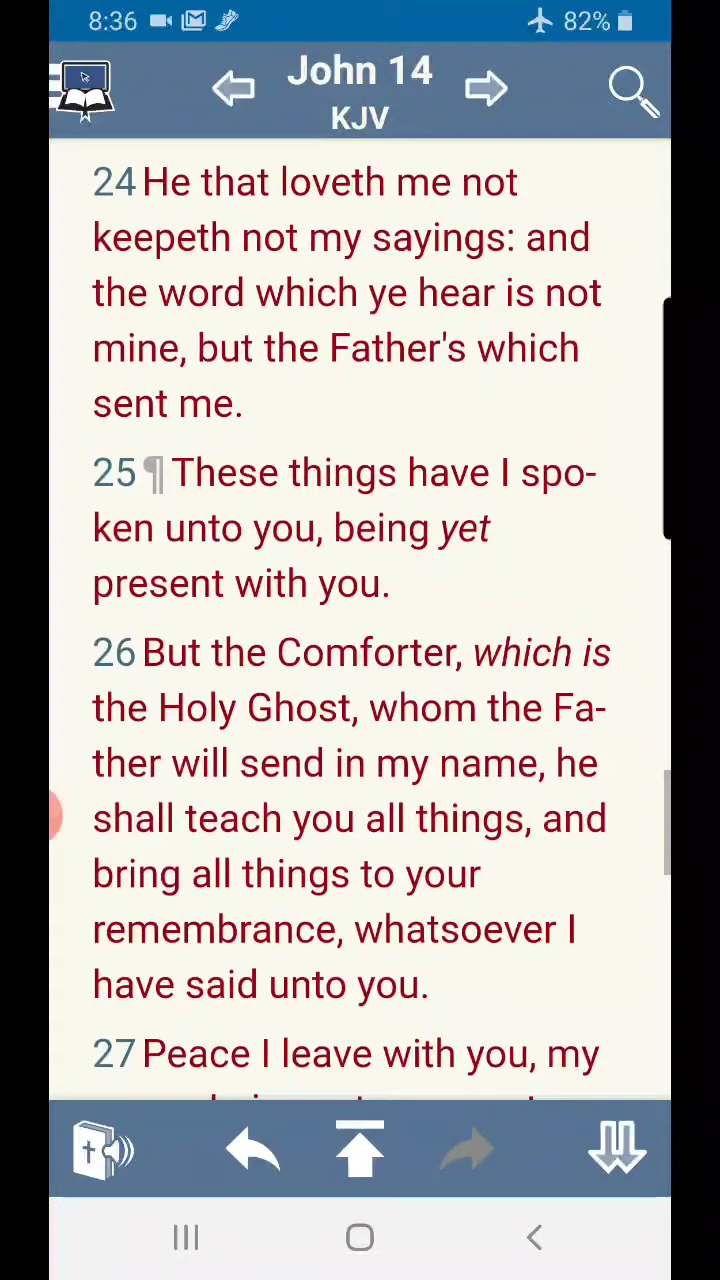 8:36 82%
John 14
KJV
24 He that loveth me not
keepeth not my sayings: and
the word which ye hear is not
mine, but the Father's which
sent me.
25 ¶ These things have I spo-
ken unto you, being yet
present with you.
26 But the Comforter, which is
the Holy Ghost, whom the Fa-
ther will send in my name, he
shall teach you all things, and
bring all things to your
remembrance, whatsoever I
have said unto you.
27 Peace I leave with you, my